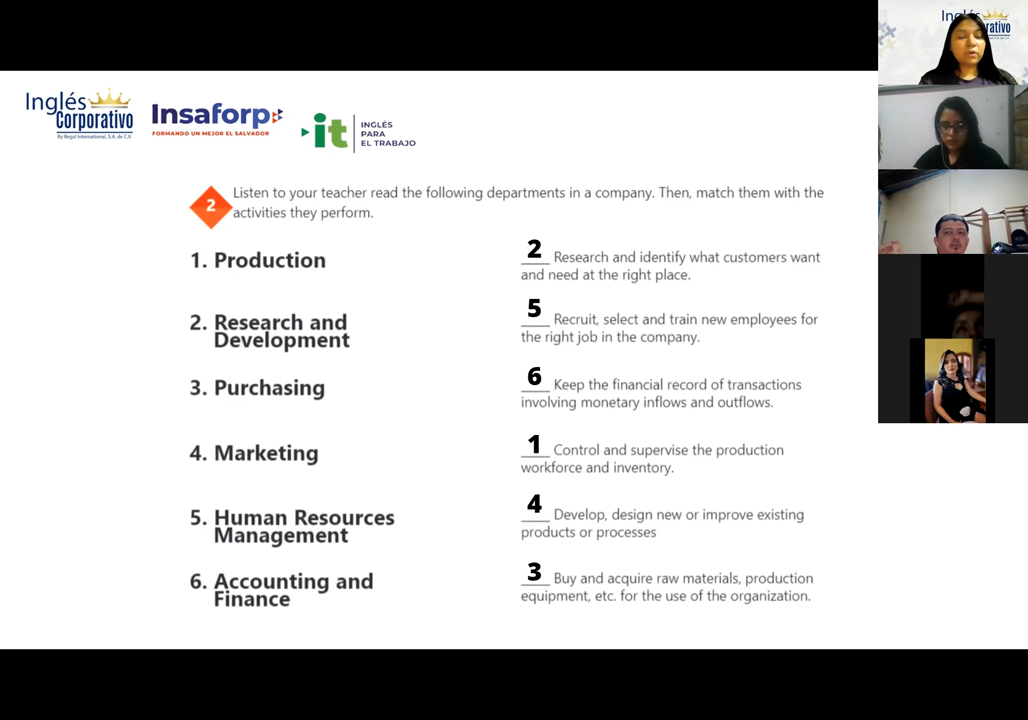 Inglés
Corporativo
By Regal International, S.A. de C.V.
Insaforp
FORMANDO UN MEJOR EL SALVADOR
it
INGLÉS
PARA
EL TRABAJO
2
Listen to your teacher read the following departments in a company. Then, match them with the
activities they perform.
1. Production
2. Research and
Development
3. Purchasing
4. Marketing
5. Human Resources
Management
6. Accounting and
Finance
2 Research and identify what customers want
and need at the right place.
5 Recruit, select and train new employees for
the right job in the company.
6 Keep the financial record of transactions
involving monetary inflows and outflows.
1 Control and supervise the production
workforce and inventory.
4 Develop, design new or improve existing
products or processes
3 Buy and acquire raw materials, production
equipment, etc. for the use of the organization.